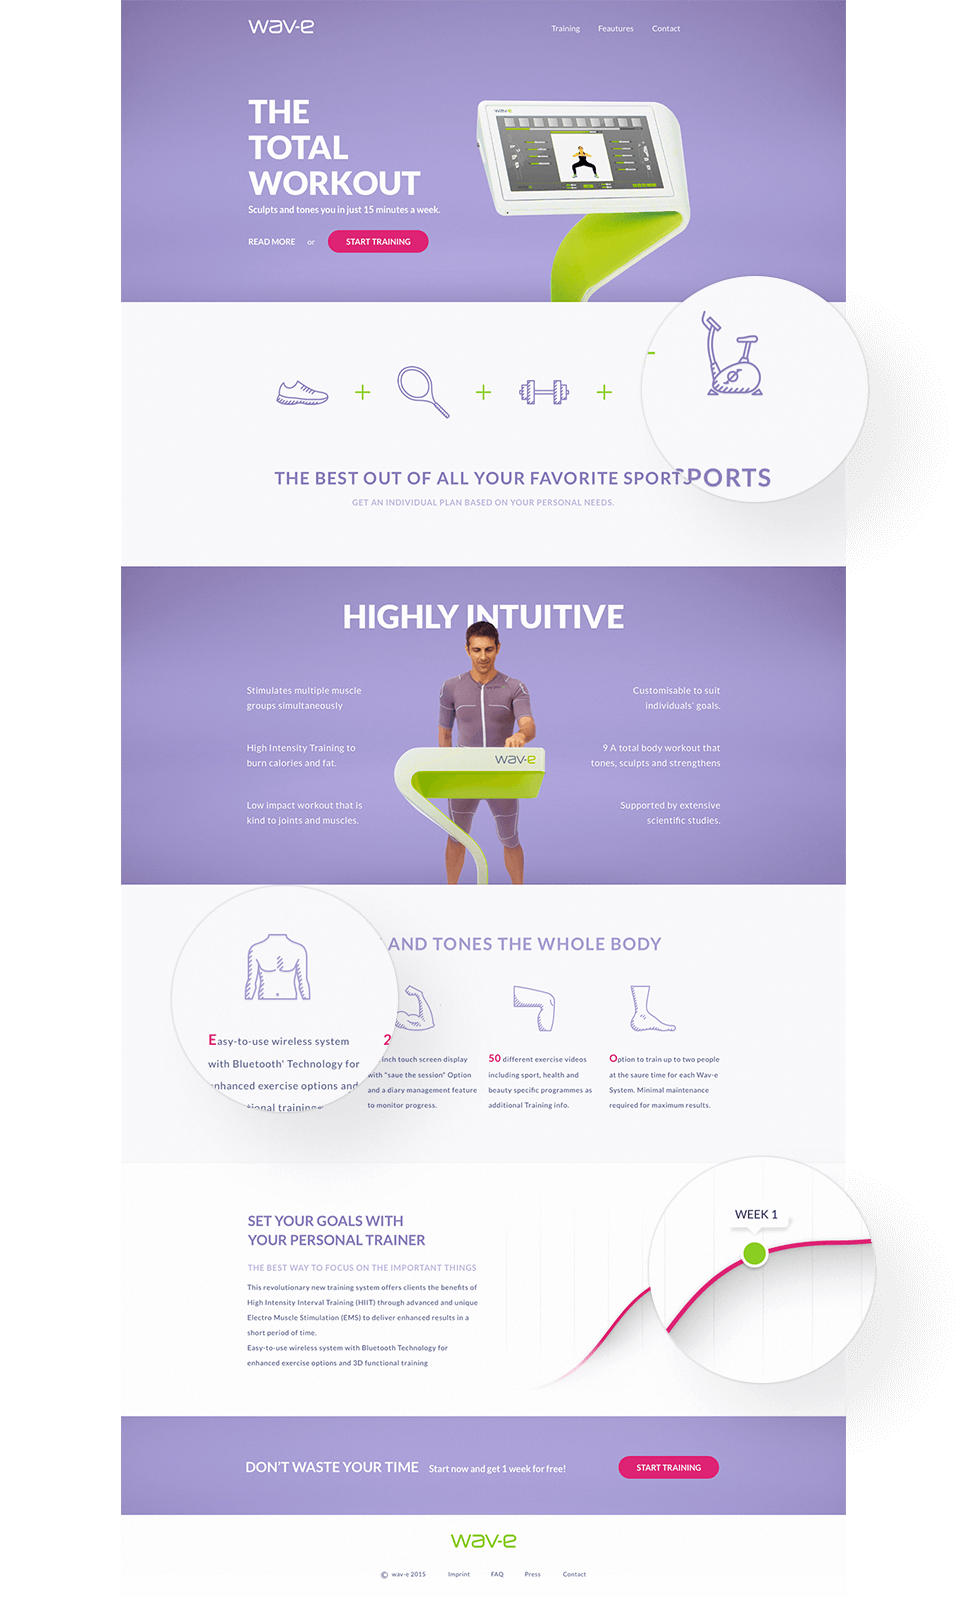 wav-e
Training Feautures Contact
THE
TOTAL
WORKOUT
Sculpts and tones you in just 15 minutes a week.
READ MORE or START TRAINING
wav-e
THE BEST OUT OF ALL YOUR FAVORITE SPORTS
SPORTS
GET AN INDIVIDUAL PLAN BASED ON YOUR PERSONAL NEEDS.
HIGHLY INTUITIVE
Stimulates multiple muscle
groups simultaneously
High Intensity Training to
burn calories and fat.
Low impact workout that is
kind to joints and muscles.
Customisable to suit
individuals' goals.
9 A total body workout that
tones, sculpts and strengthens
Supported by extensive
scientific studies.
wav-e
AND TONES THE WHOLE BODY
Easy-to-use wireless system
with Bluetooth' Technology for
enhanced exercise options and
tional training
2
inch touch screen display
with "saue the session" Option
and a diary management feature
to monitor progress.
50 different exercise videos
including sport, health and
beauty specific programmes as
additional Training info.
Option to train up to two people
at the saure time for each Wav-e
System. Minimal maintenance
required for maximum results.
SET YOUR GOALS WITH
YOUR PERSONAL TRAINER
THE BEST WAY TO FOCUS ON THE IMPORTANT THINGS
This revolutionary new training system offers clients the benefits of
High Intensity Interval Training (HIIT) through advanced and unique
Electro Muscle Stimulation (EMS) to deliver enhanced results in a
short period of time.
Easy-to-use wireless system with Bluetooth Technology for
enhanced exercise options and 3D functional training
WEEK 1
DON'T WASTE YOUR TIME Start now and get 1 week for free! START TRAINING
wav-e
© wav-e 2015 Imprint FAQ Press Contact